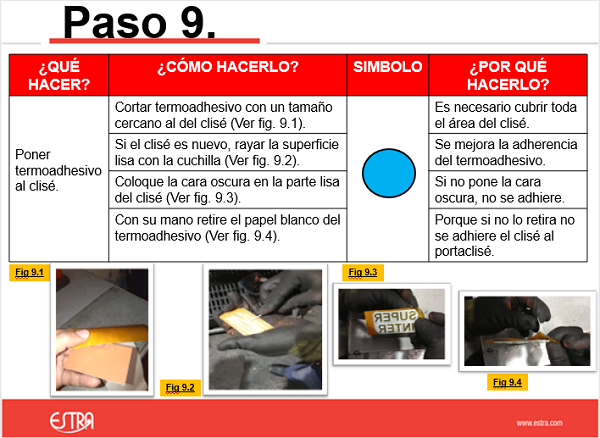 Paso 9.
¿QUÉ
HACER?
¿CÓMO HACERLO?
SIMBOLO
¿POR QUÉ
HACERLO?
Poner
termoadhesivo
al clisé.
Cortar termoadhesivo con un tamaño
cercano al del clisé (Ver fig. 9.1).
Es necesario cubrir toda
el área del clisé.
Si el clisé es nuevo, rayar la superficie
lisa con la cuchilla (Ver fig. 9.2).
Se mejora la adherencia
del termoadhesivo.
Coloque la cara oscura en la parte lisa
del clisé (Ver fig. 9.3).
Si no pone la cara
oscura, no se adhiere.
Con su mano retire el papel blanco del
termoadhesivo (Ver fig. 9.4).
Porque si no lo retira no
se adhiere el clisé al
portaclisé.
Fig 9.1
Fig 9.2
Fig 9.3
SUPER
INTER
Fig 9.4
ESTRA
www.estra.com